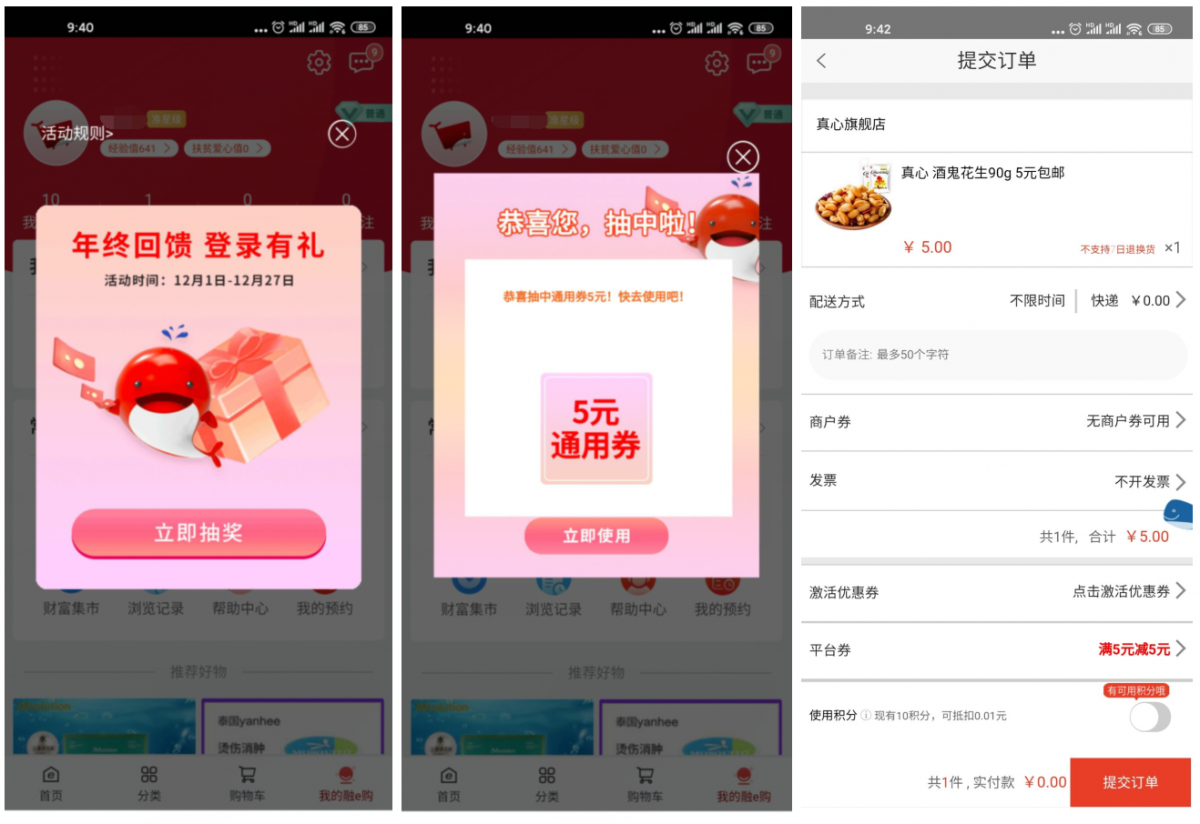 9:40
HD
HD
85
9
准星级
普通
活动规则>
经验值641 >
扶贫爱心值0 >
10
1
0
0
我
注
年终回馈 登录有礼
活动时间：12月1日-12月27日
立即抽奖
财富集市
浏览记录
帮助中心
我的预约
推荐好物
泰国yanhee
烫伤消肿
首页
分类
购物车
我的融e购
9:40
HD
HD
85
9
准星级
普通
经验值641 >
扶贫爱心值0 >
恭喜您，抽中啦!
恭喜抽中通用券5元！快去使用吧!
5元
通用券
立即使用
财富集市
浏览记录
帮助中心
我的预约
推荐好物
泰国yanhee
烫伤消肿
首页
分类
购物车
我的融e购
9:42
HD
HD
85
提交订单
真心旗舰店
真心 酒鬼花生90g 5元包邮
￥ 5.00
不支持7日退换货 ×1
配送方式
不限时间
快递 ￥0.00
订单备注: 最多50个字符
商户券
无商户券可用
发票
不开发票
共1件, 合计 ￥5.00
激活优惠券
点击激活优惠券
平台券
满5元减5元
有可用积分哦
使用积分
现有10积分，可抵扣0.01元
共1件 , 实付款 ￥0.00
提交订单